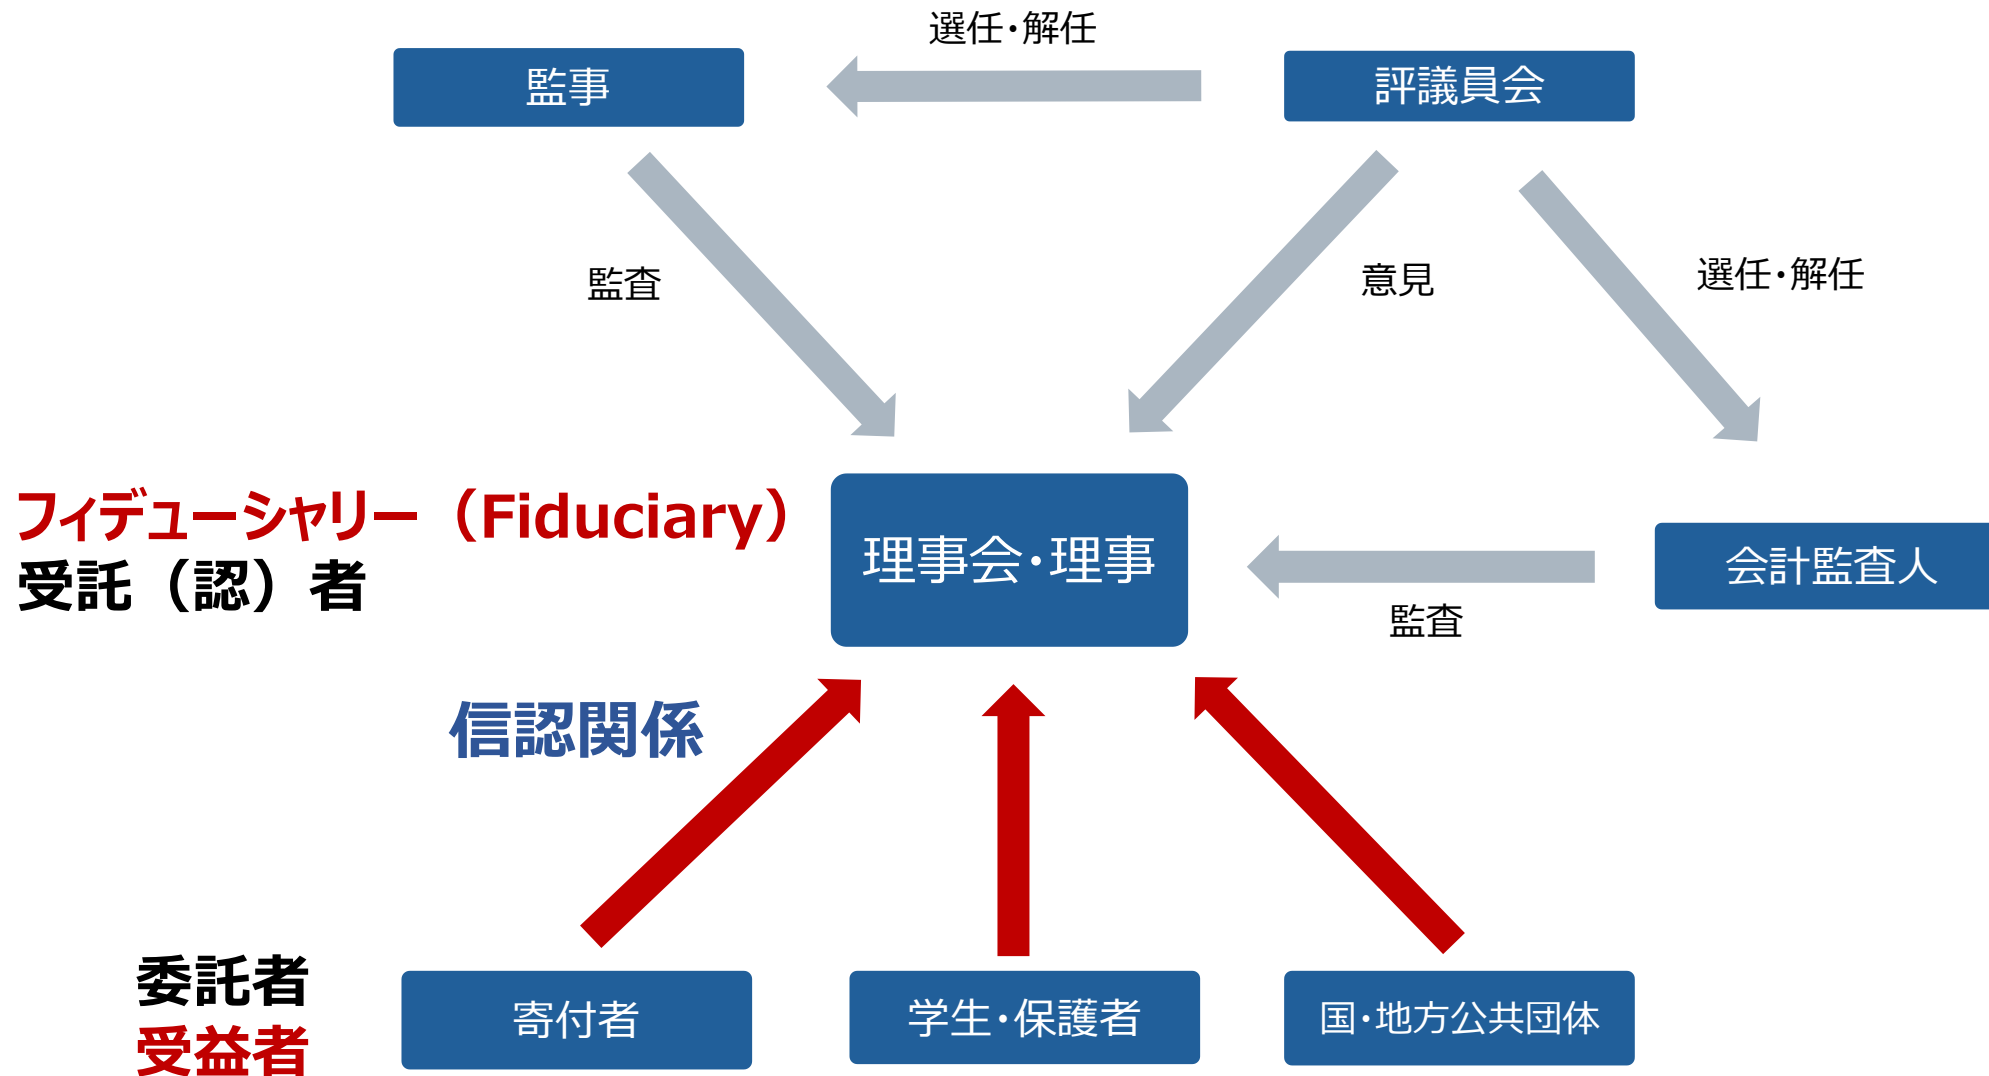 選任・解任
監事
評議員会
監査
意見
選任・解任
フィデューシャリー（Fiduciary）
受託（認）者
理事会・理事
会計監査人
監査
信認関係
委託者
受益者
寄付者
学生・保護者
国・地方公共団体